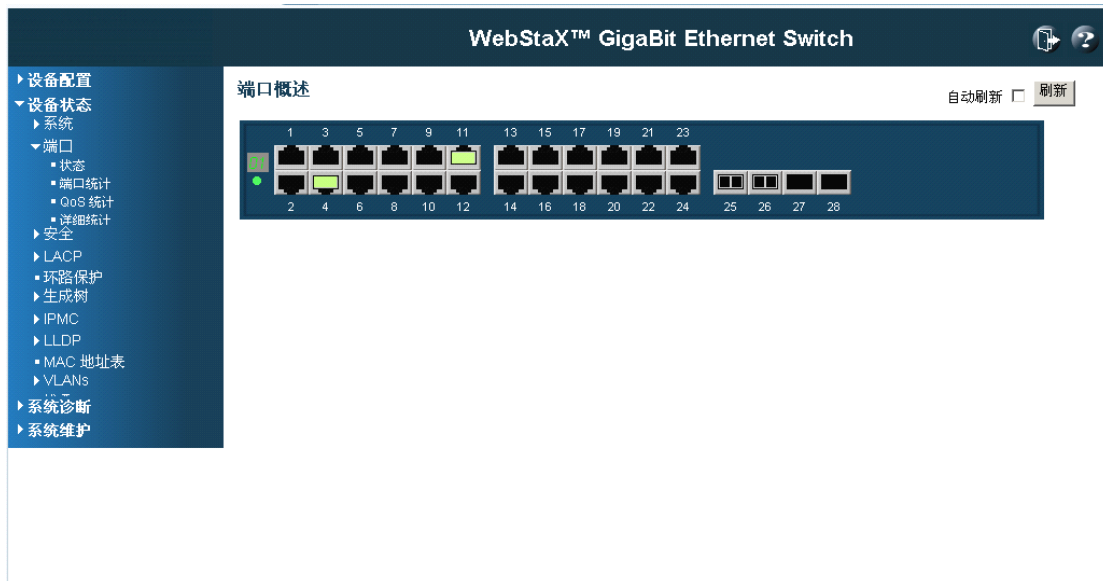 WebStaX™ GigaBit Ethernet Switch
设备配置
设备状态
系统
端口
状态
端口统计
QoS 统计
详细统计
安全
LACP
环路保护
生成树
IPMC
LLDP
MAC 地址表
VLANs
系统诊断
系统维护
端口概述
自动刷新
刷新
1 3 5 7 9 11 13 15 17 19 21 23
2 4 6 8 10 12 14 16 18 20 22 24 25 26 27 28